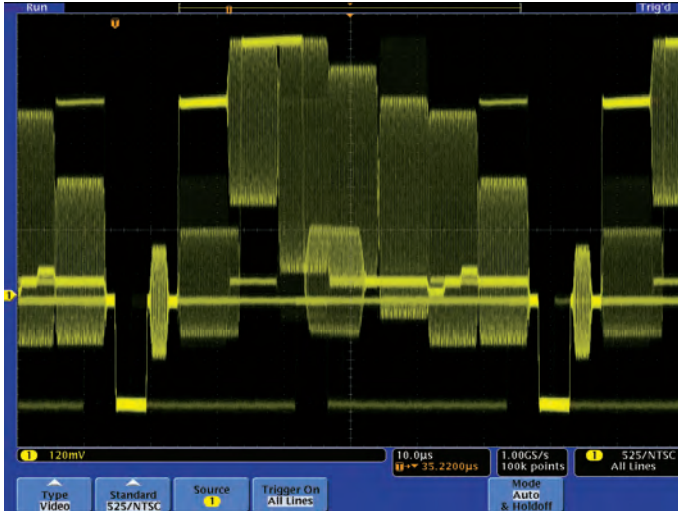 Run
Trig'd
T
1
1 120mV
10.0µs
T→▼ 35.2200µs
1.00GS/s
100k points
1 525/NTSC
All Lines
Type
Video
Standard
525/NTSC
Source
1
Trigger On
All Lines
Mode
Auto
& Holdoff